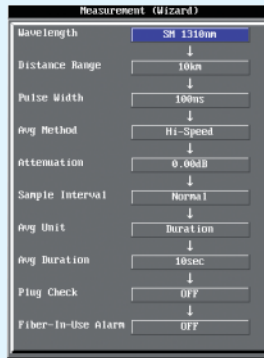 Measurement (Wizard)
Wavelength SM 1310nm
↓
Distance Range 10km
↓
Pulse Width 100ns
↓
Avg Method Hi-Speed
↓
Attenuation 0.00dB
↓
Sample Interval Normal
↓
Avg Unit Duration
↓
Avg Duration 10sec
↓
Plug Check OFF
↓
Fiber-In-Use Alarm OFF